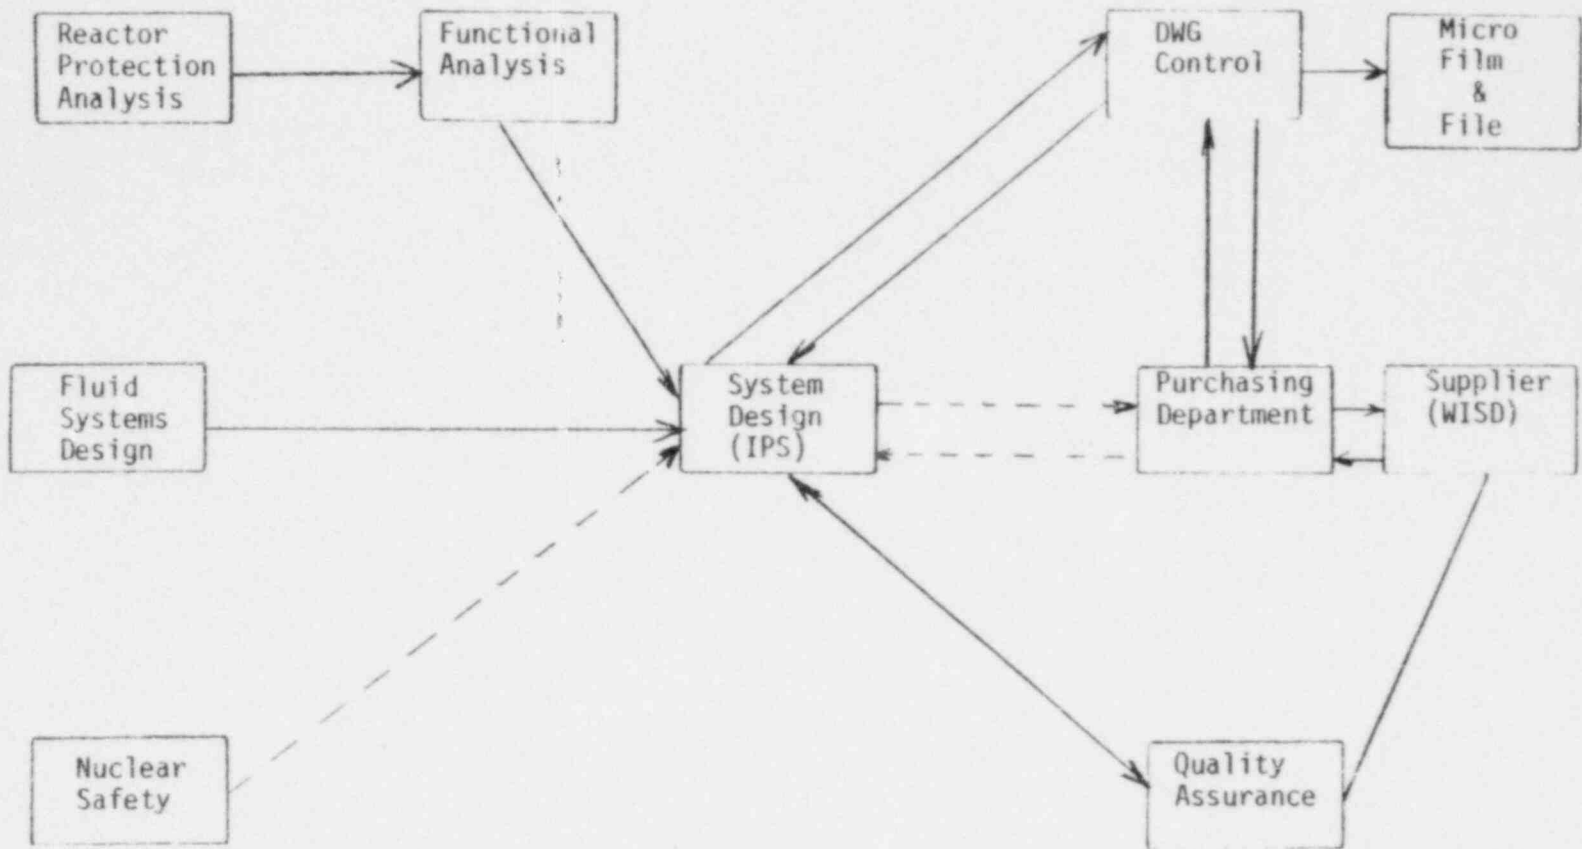 Reactor
Protection
Analysis
Functional
Analysis
DWG
Control
Micro
Film
&
File
Fluid
Systems
Design
System
Design
(IPS)
Purchasing
Department
Supplier
(WISD)
Nuclear
Safety
Quality
Assurance